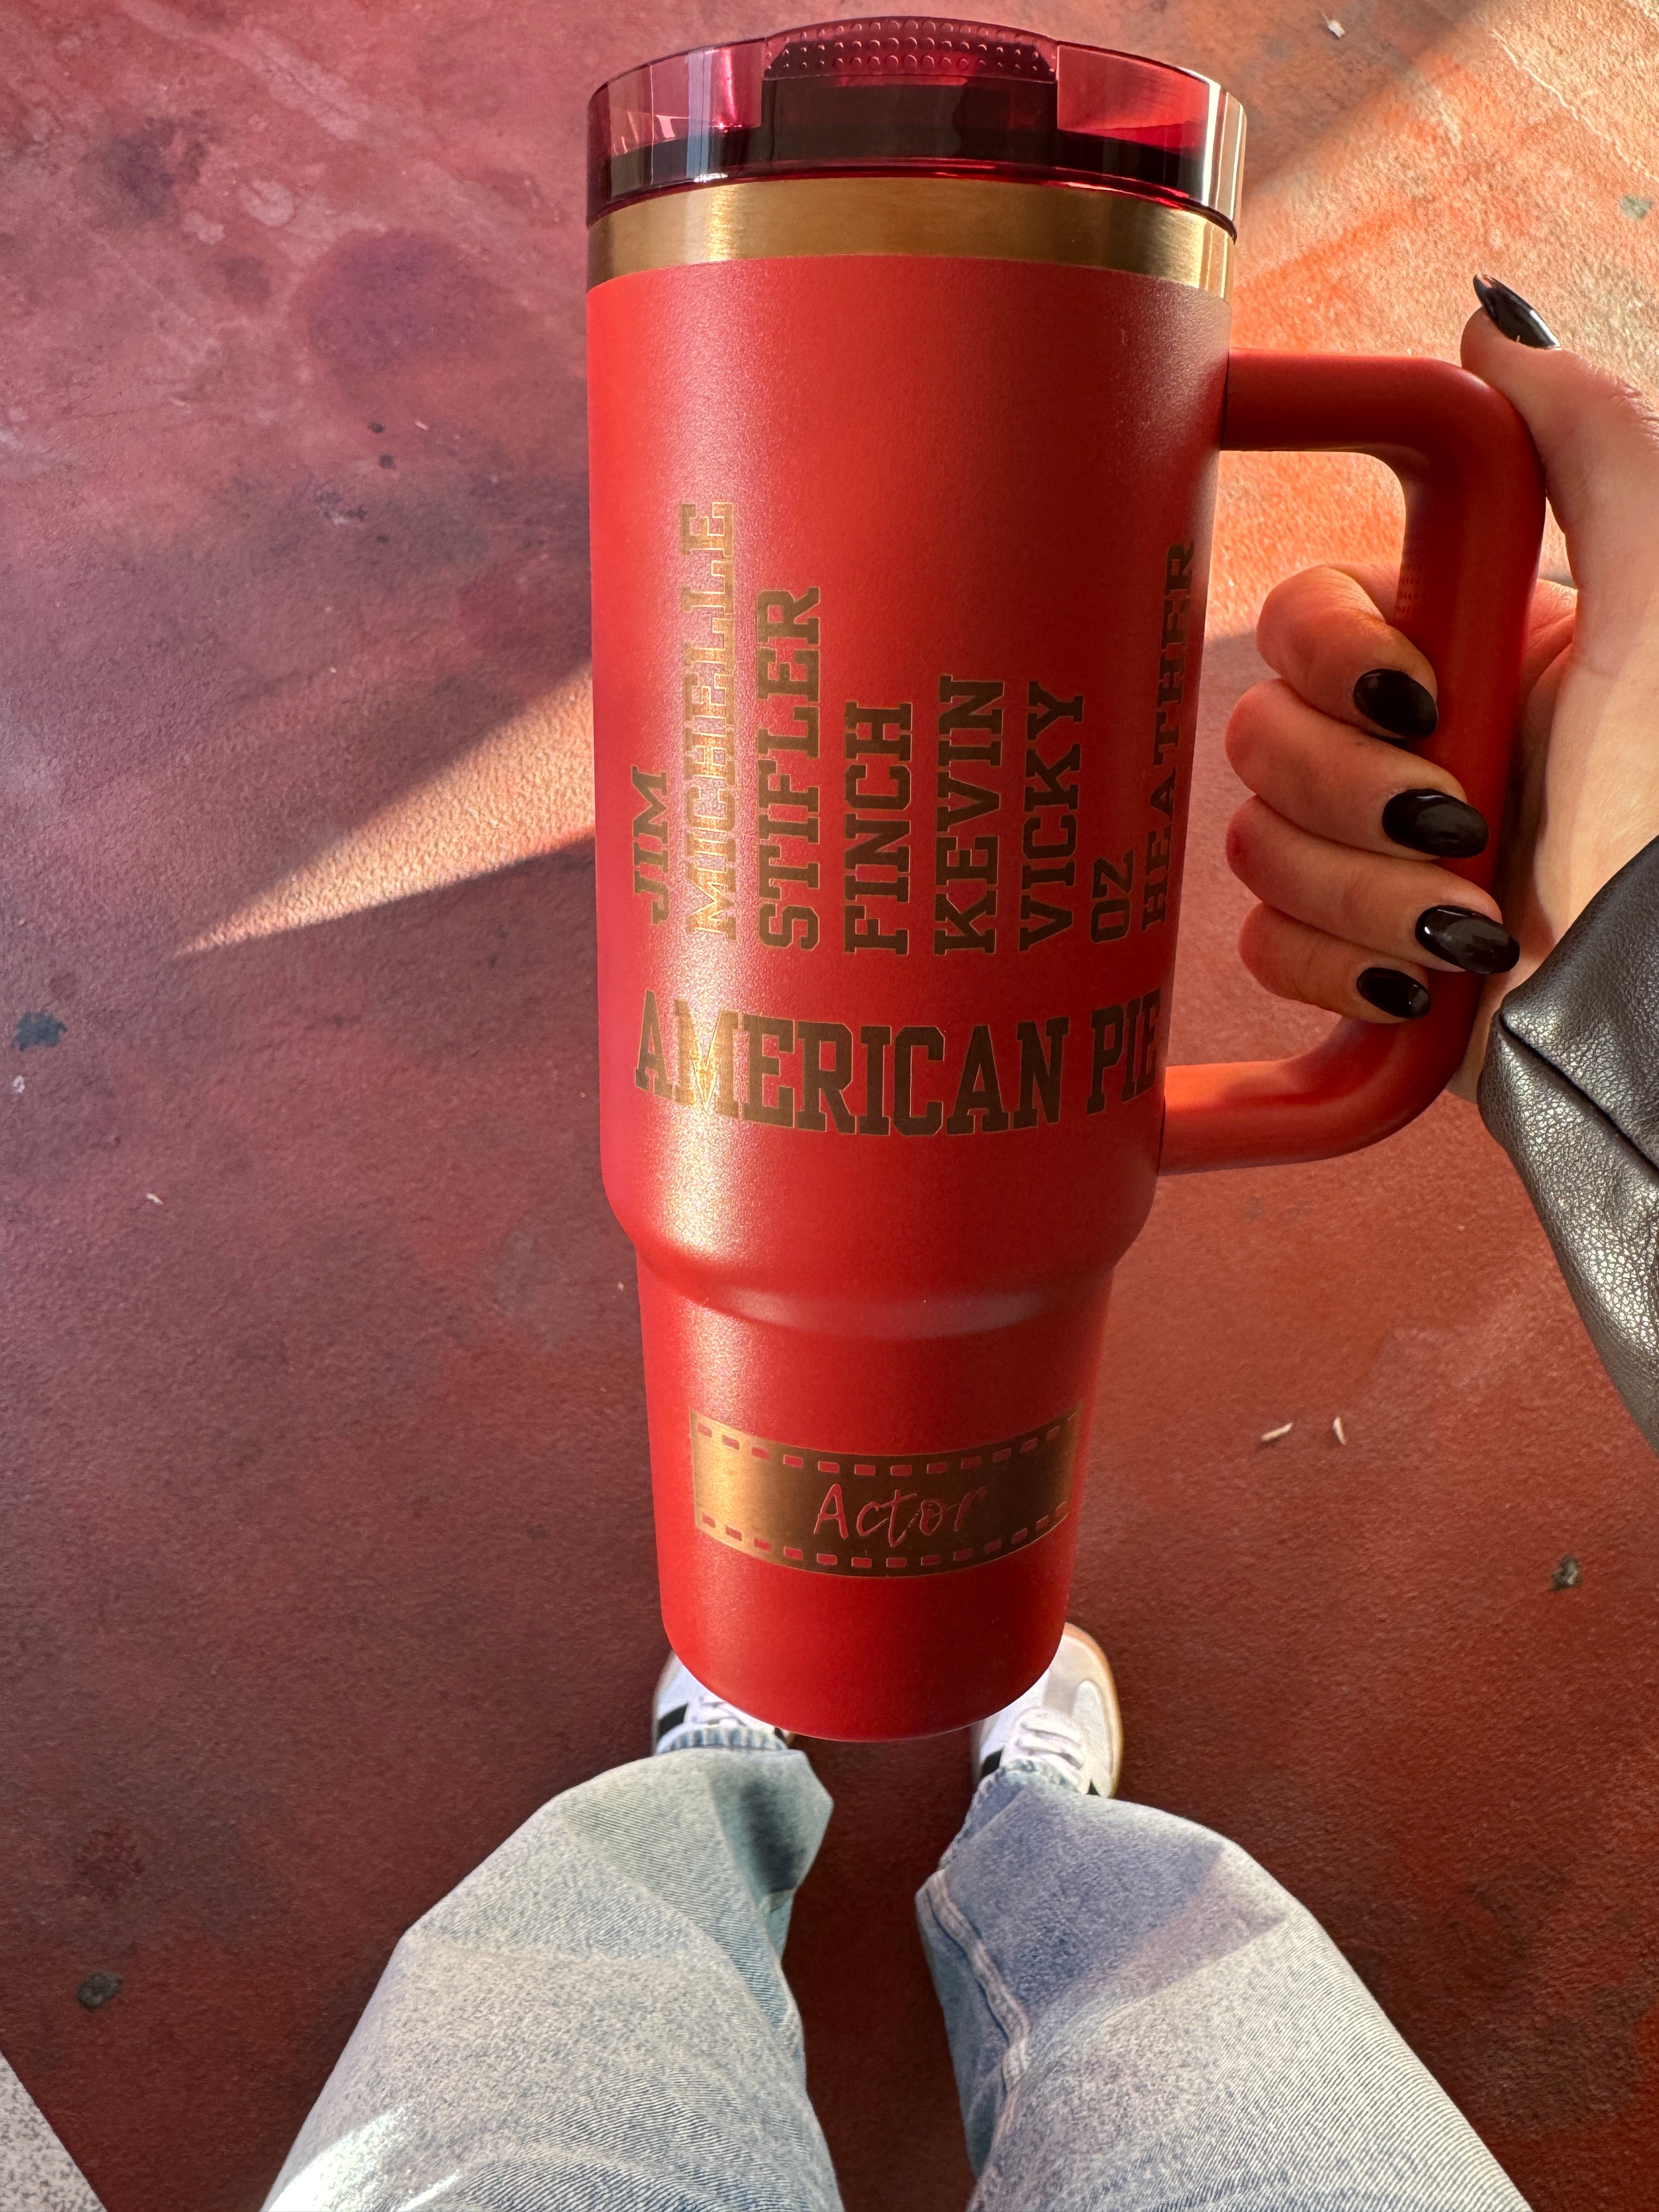 JIM
MICHELLE
STIFLER
FINCH
KEVIN
VICKY
OZ
HEATHER
AMERICAN PIE
Actor